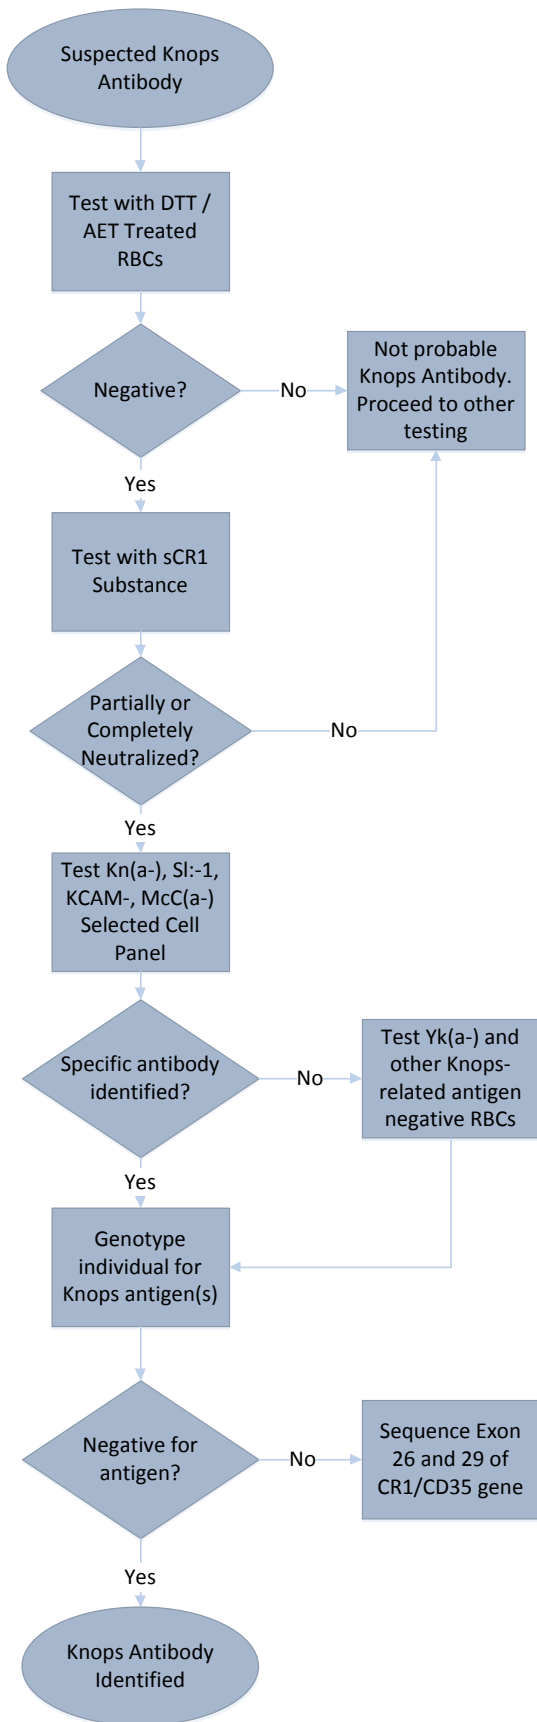 Suspected Knops
Antibody
Test with DTT /
AET Treated
RBCs
Negative?
No
Not probable
Knops Antibody.
Proceed to other
testing
Yes
Test with sCR1
Substance
Partially or
Completely
Neutralized?
No
Yes
Test Kn(a-), Sl:-1,
KCAM-, McC(a-)
Selected Cell
Panel
Specific antibody
identified?
No
Test Yk(a-) and
other Knops-
related antigen
negative RBCs
Yes
Genotype
individual for
Knops antigen(s)
Negative for
antigen?
No
Sequence Exon
26 and 29 of
CR1/CD35 gene
Yes
Knops Antibody
Identified